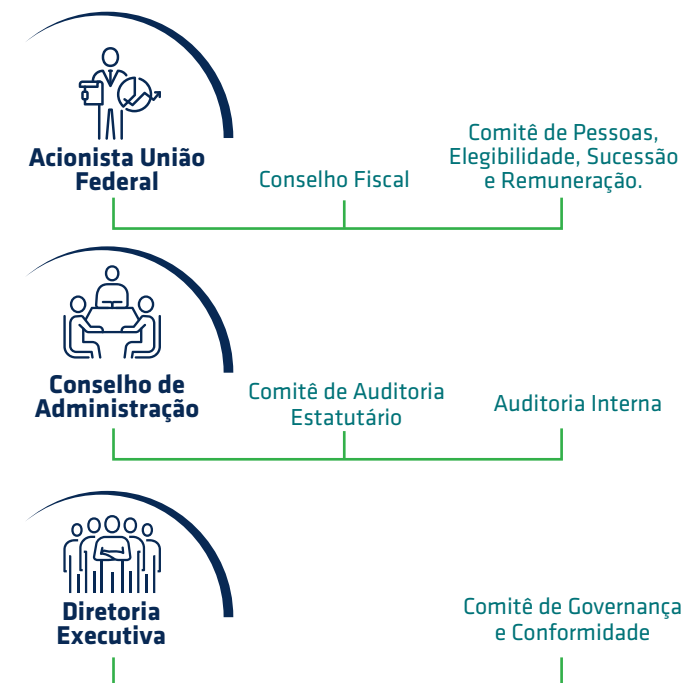 Acionista União
Federal
Conselho Fiscal
Comitê de Pessoas,
Elegibilidade, Sucessão
e Remuneração.
Conselho de
Administração
Comitê de Auditoria
Estatutário
Auditoria Interna
Diretoria
Executiva
Comitê de Governança
e Conformidade